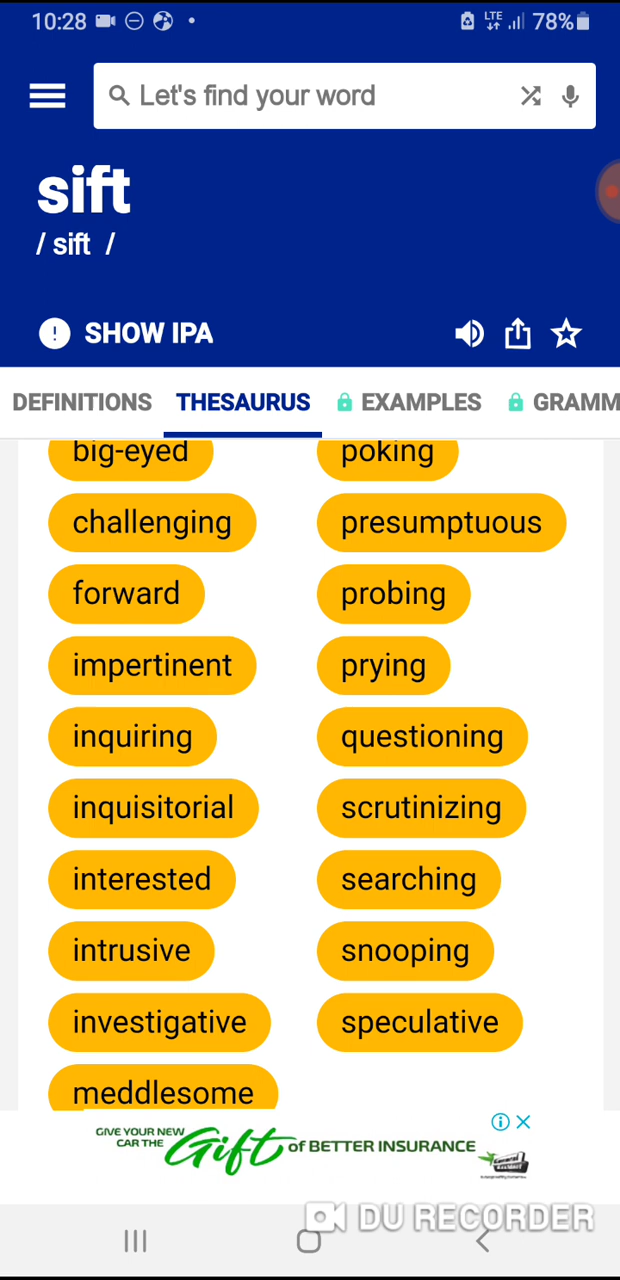 10:28
LTE 78%
Let's find your word
sift
/ sift /
SHOW IPA
DEFINITIONS THESAURUS EXAMPLES GRAMM
big-eyed poking
challenging presumptuous
forward probing
impertinent prying
inquiring questioning
inquisitorial scrutinizing
interested searching
intrusive snooping
investigative speculative
meddlesome
GIVE YOUR NEW
CAR THE Gift of BETTER INSURANCE
DU RECORDER